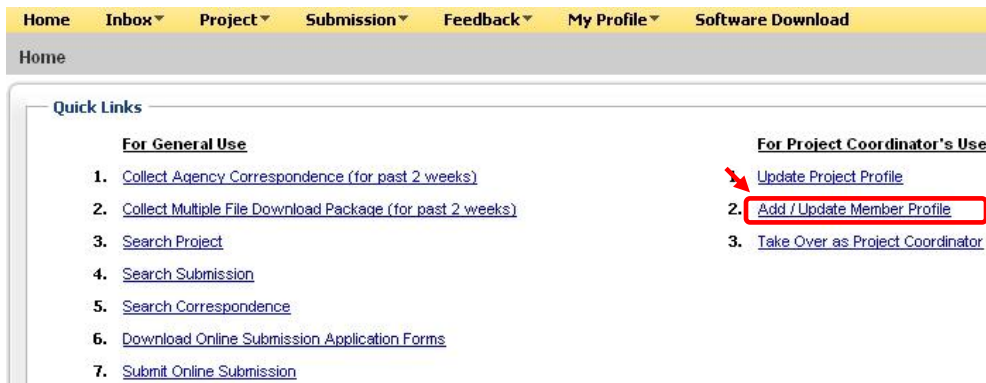 Home Inbox Project Submission Feedback My Profile Software Download
Home
Quick Links
For General Use
1. Collect Agency Correspondence (for past 2 weeks)
2. Collect Multiple File Download Package (for past 2 weeks)
3. Search Project
4. Search Submission
5. Search Correspondence
6. Download Online Submission Application Forms
7. Submit Online Submission
For Project Coordinator's Use
1. Update Project Profile
2. Add / Update Member Profile
3. Take Over as Project Coordinator